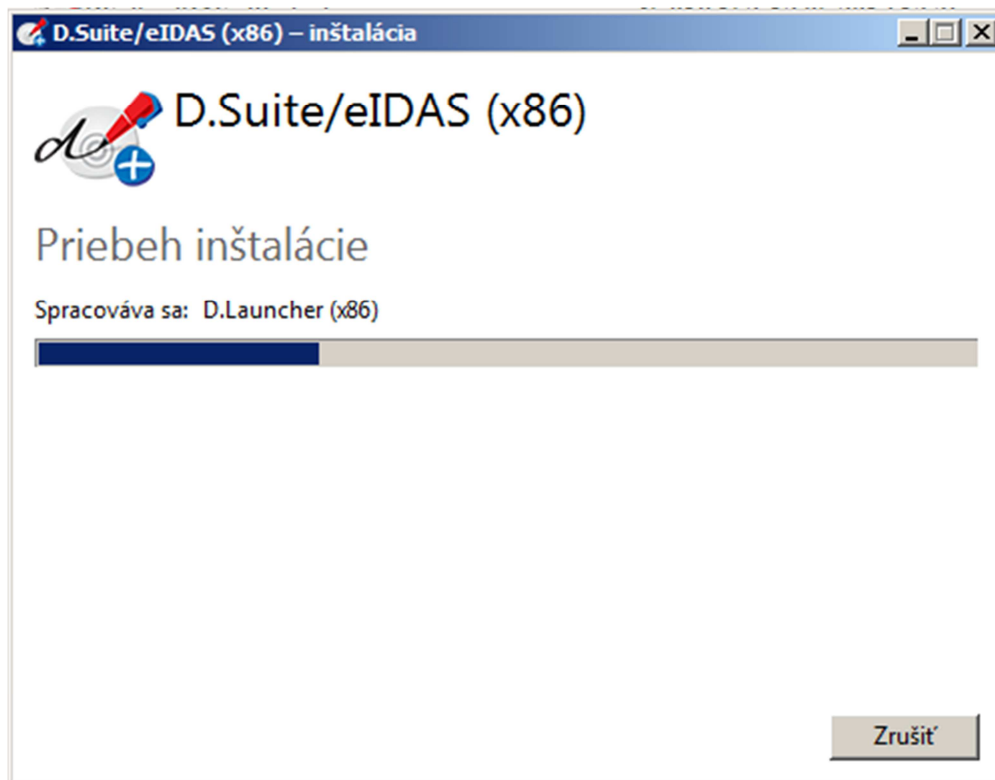 D.Suite/eIDAS (x86) – inštalácia
D.Suite/eIDAS (x86)
Priebeh inštalácie
Spracováva sa: D.Launcher (x86)
Zrušiť